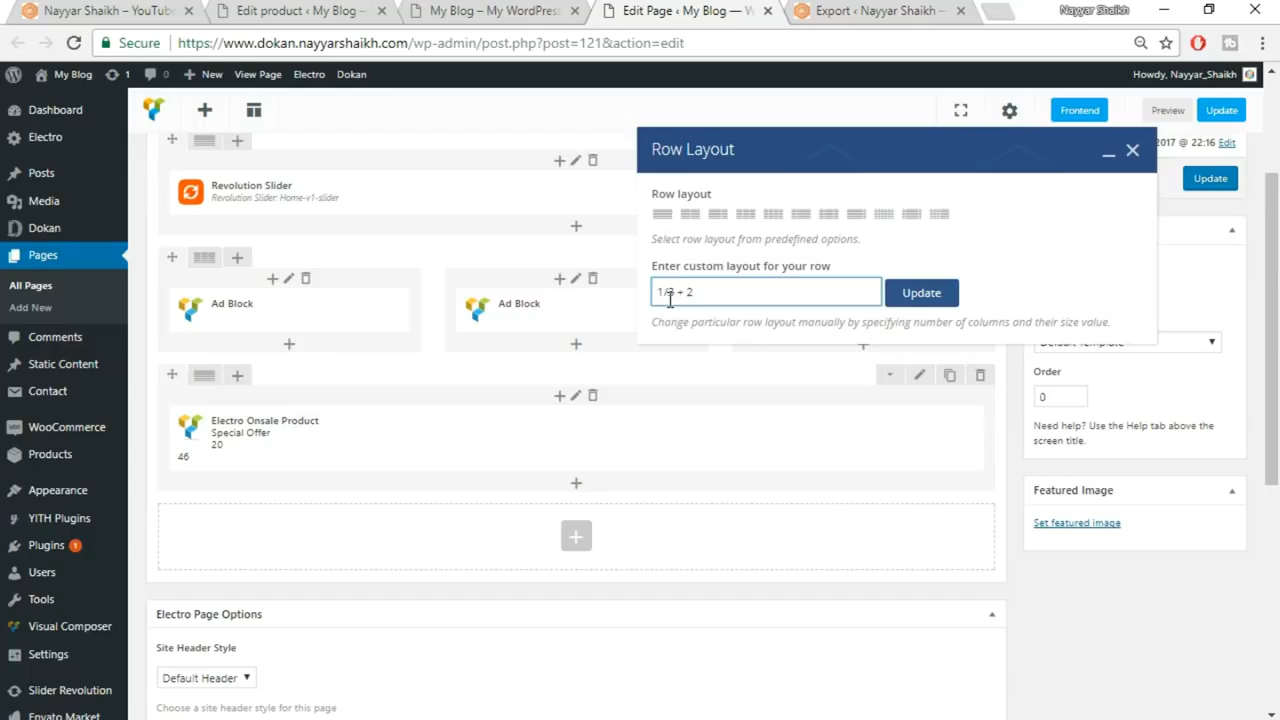 Nayyar Shaikh – YouTub
Edit product ‹ My Blog –
My Blog – My WordPress
Edit Page ‹ My Blog — W
Export ‹ Nayyar Shaikh —
Nayyar Shaikh
Secure
https://www.dokan.nayyarshaikh.com/wp-admin/post.php?post=121&action=edit
My Blog
1
New
View Page
Electro
Dokan
Howdy, Nayyar_Shaikh
Dashboard
Electro
Posts
Media
Dokan
Pages
All Pages
Add New
Comments
Static Content
Contact
WooCommerce
Products
Appearance
YITH Plugins
Plugins 1
Users
Tools
Visual Composer
Settings
Slider Revolution
Envato Market
Frontend
Preview
Update
2017 @ 22:16 Edit
Update
Revolution Slider
Revolution Slider: Home-v1-slider
Ad Block
Ad Block
Row Layout
Row layout
Select row layout from predefined options.
Enter custom layout for your row
1/3 + 2
Update
Change particular row layout manually by specifying number of columns and their size value.
Electro Onsale Product
Special Offer
20
46
Default Template
Order
0
Need help? Use the Help tab above the
screen title.
Featured Image
Set featured image
Electro Page Options
Site Header Style
Default Header
Choose a site header style for this page